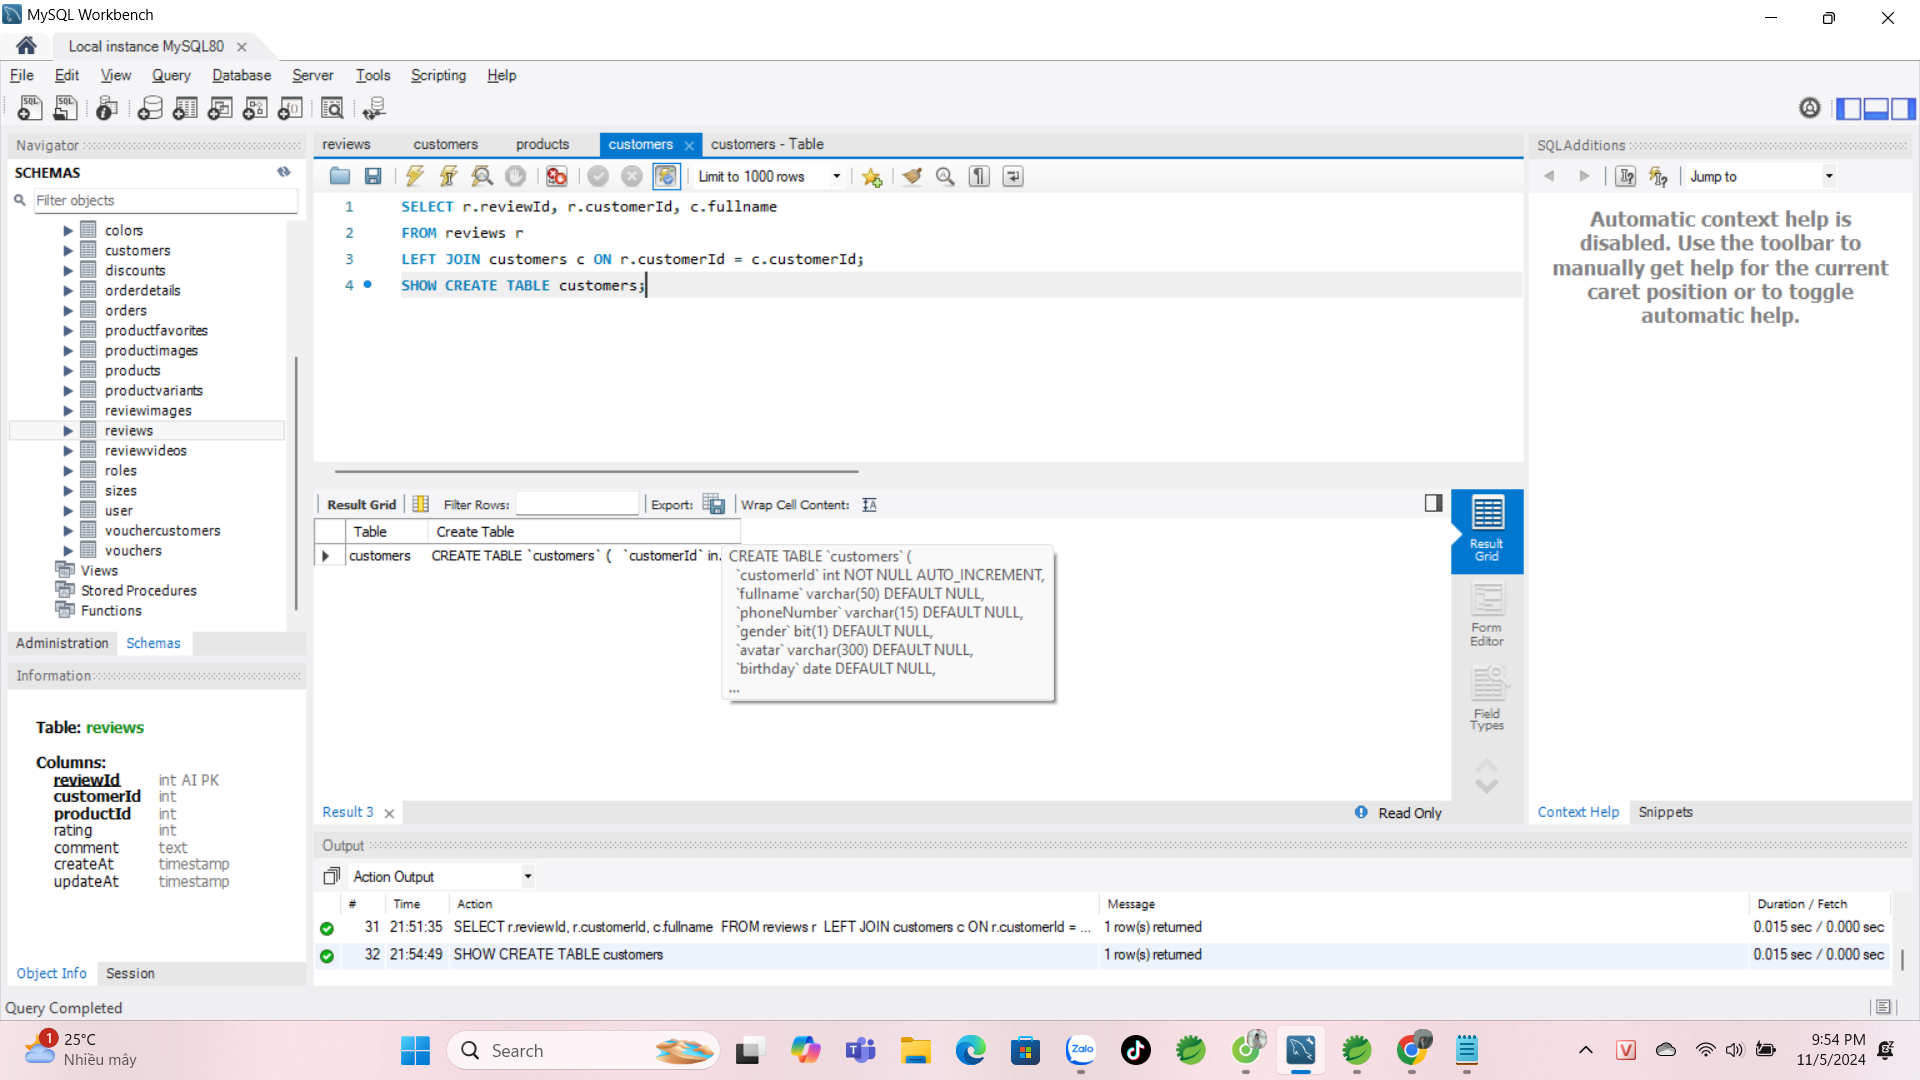 MySQL Workbench
Local instance MySQL80
File Edit View Query Database Server Tools Scripting Help
Navigator
SCHEMAS
Filter objects
colors
customers
discounts
orderdetails
orders
productfavorites
productimages
products
productvariants
reviewimages
reviews
reviewvideos
roles
sizes
user
vouchercustomers
vouchers
Views
Stored Procedures
Functions
Administration Schemas
Information
Table: reviews
Columns:
reviewId int AI PK
customerId int
productId int
rating int
comment text
createAt timestamp
updateAt timestamp
Object Info Session
Query Completed
reviews customers products customers customers - Table
Limit to 1000 rows
1 SELECT r.reviewId, r.customerId, c.fullname
2 FROM reviews r
3 LEFT JOIN customers c ON r.customerId = c.customerId;
4 SHOW CREATE TABLE customers;
Result Grid Filter Rows: Export: Wrap Cell Content:
Table Create Table
customers CREATE TABLE `customers` ( `customerId` in...
CREATE TABLE `customers` (
`customerId` int NOT NULL AUTO_INCREMENT,
`fullname` varchar(50) DEFAULT NULL,
`phoneNumber` varchar(15) DEFAULT NULL,
`gender` bit(1) DEFAULT NULL,
`avatar` varchar(300) DEFAULT NULL,
`birthday` date DEFAULT NULL,
...
Result
Grid
Form
Editor
Field
Types
Result 3
Read Only
SQLAdditions
Jump to
Automatic context help is
disabled. Use the toolbar to
manually get help for the current
caret position or to toggle
automatic help.
Context Help Snippets
Output
Action Output
# Time Action Message Duration / Fetch
31 21:51:35 SELECT r.reviewId, r.customerId, c.fullname FROM reviews r LEFT JOIN customers c ON r.customerId = ... 1 row(s) returned 0.015 sec / 0.000 sec
32 21:54:49 SHOW CREATE TABLE customers 1 row(s) returned 0.015 sec / 0.000 sec
1
25°C
Nhiều mây
Search
Zalo
V
9:54 PM
11/5/2024